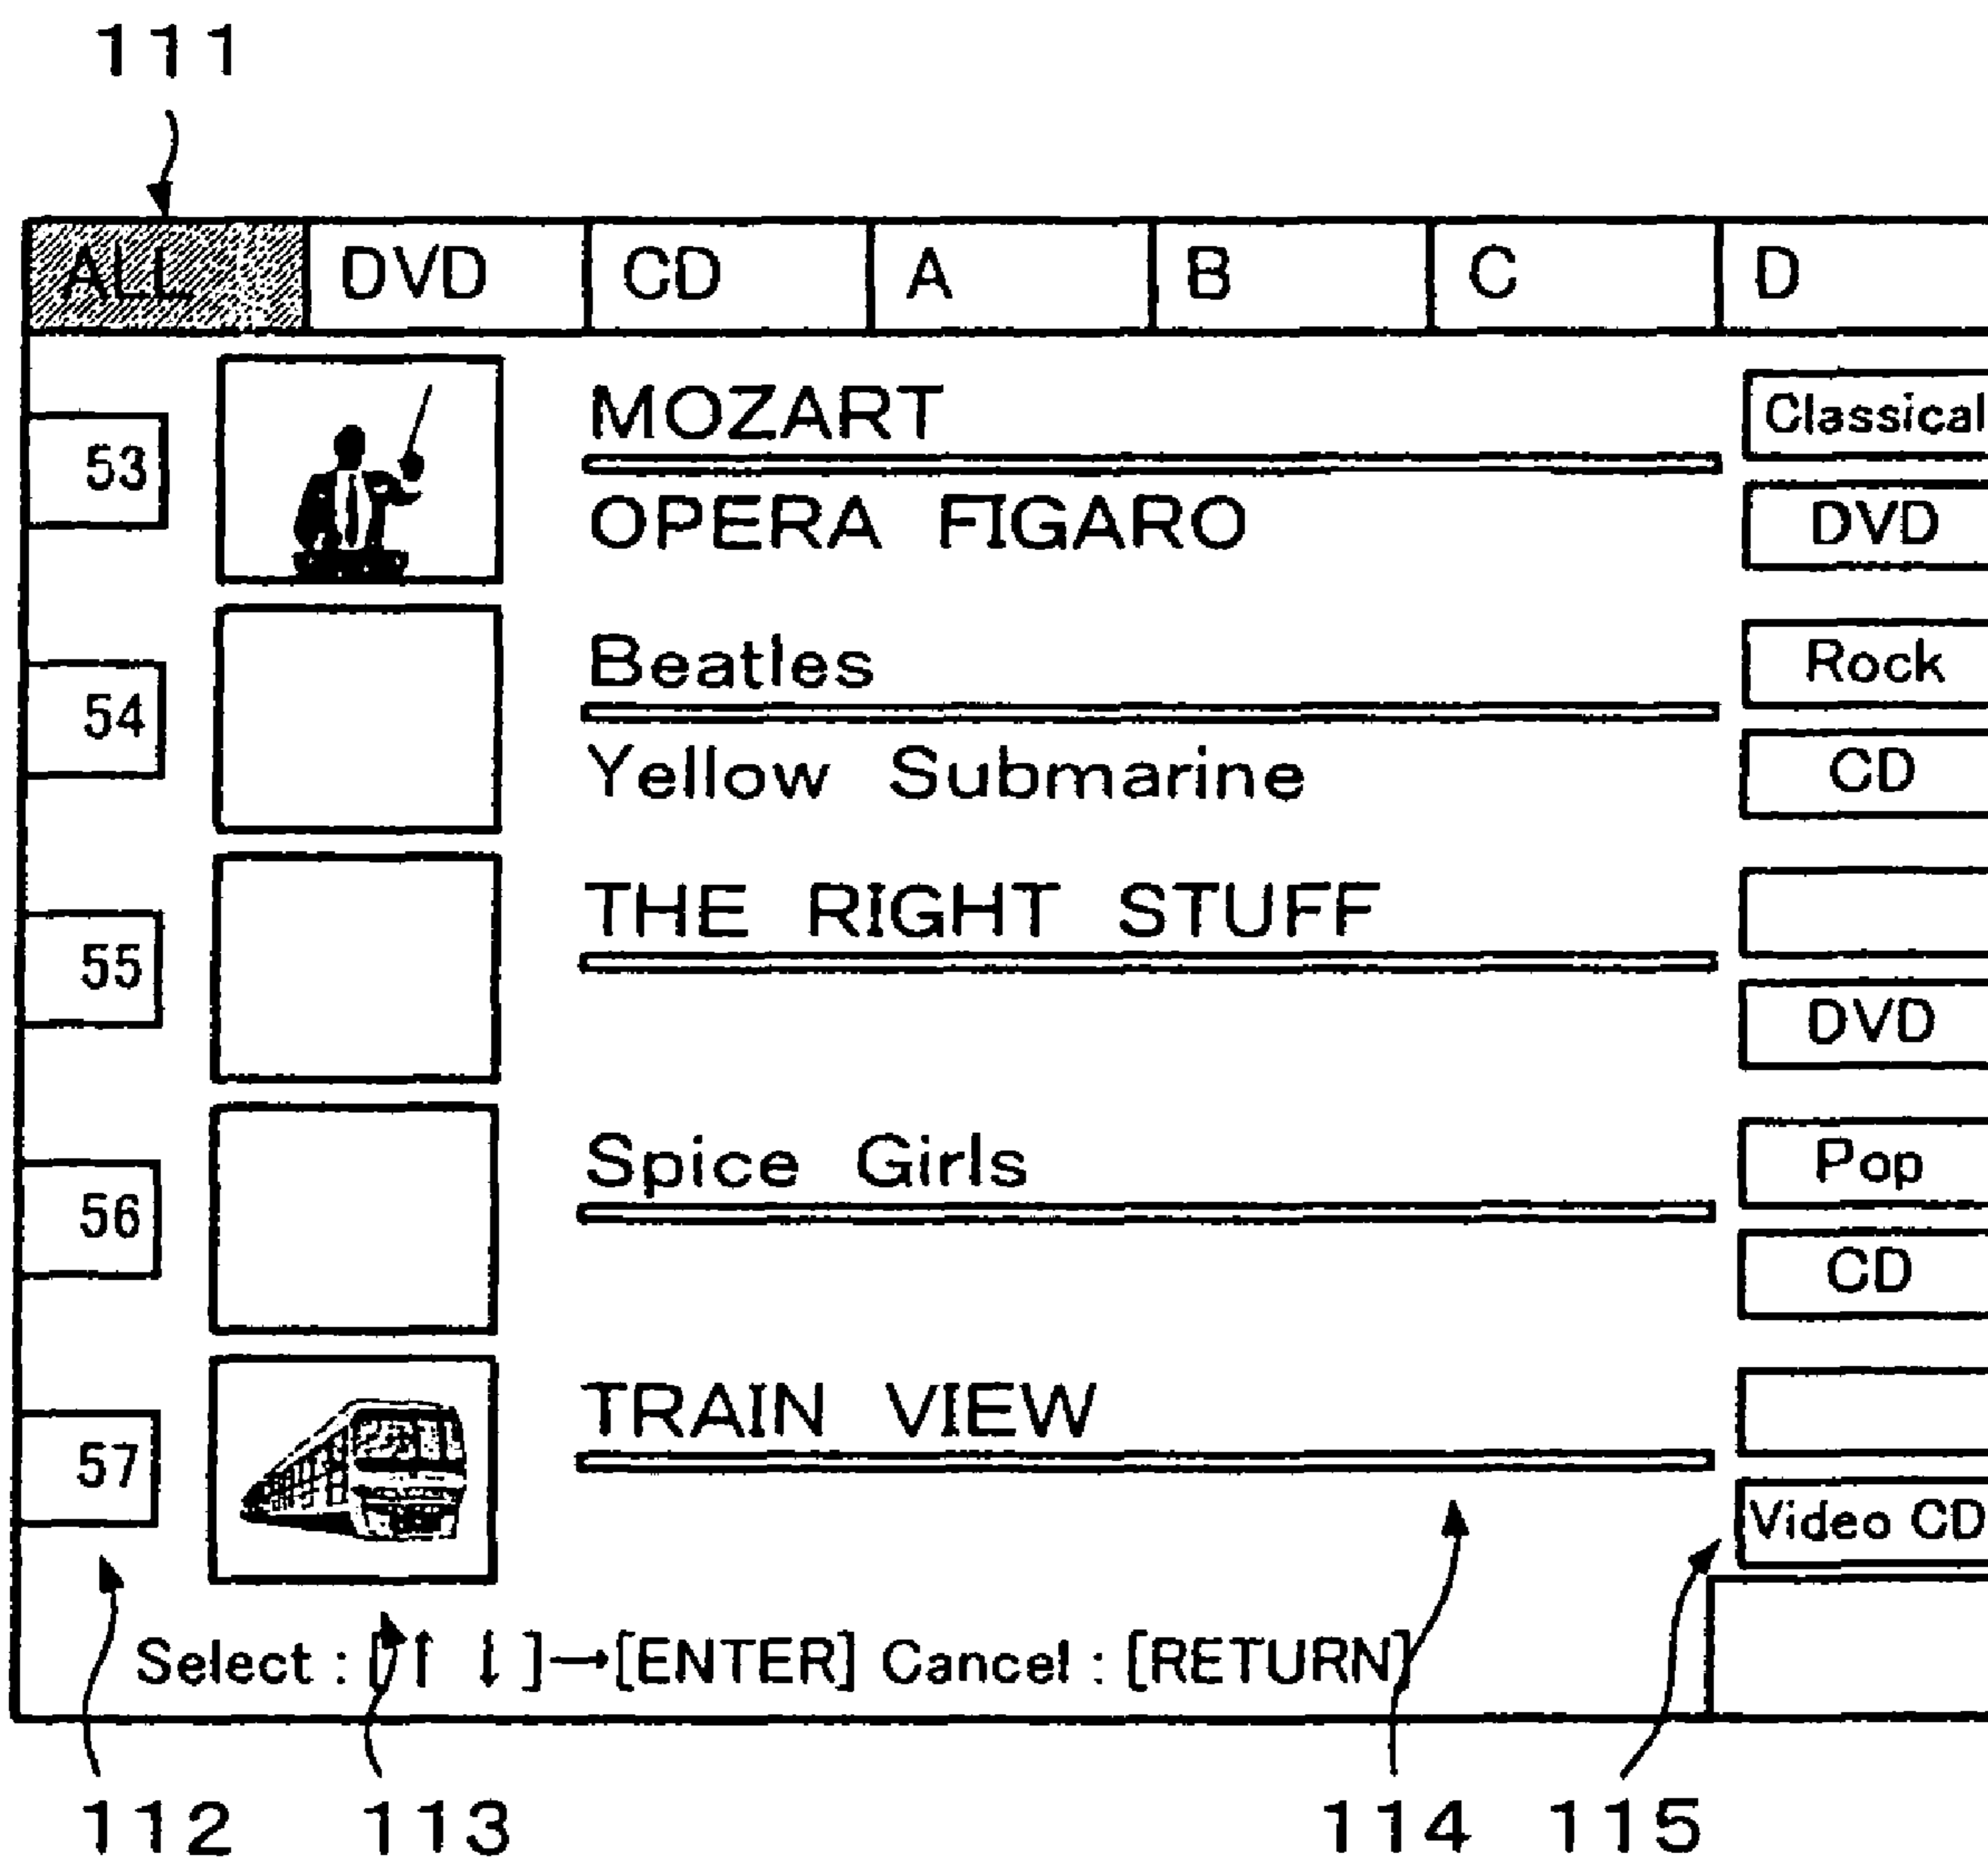 111
ALL DVD CD A B C D
MOZART Classical
53
OPERA FIGARO DVD
Beatles Rock
54
Yellow Submarine CD
THE RIGHT STUFF
55
DVD
Spice Girls Pop
56
CD
TRAIN VIEW
57
Video CD
Select : [↑ ↓]→[ENTER] Cancel : [RETURN]
112 113 114 115